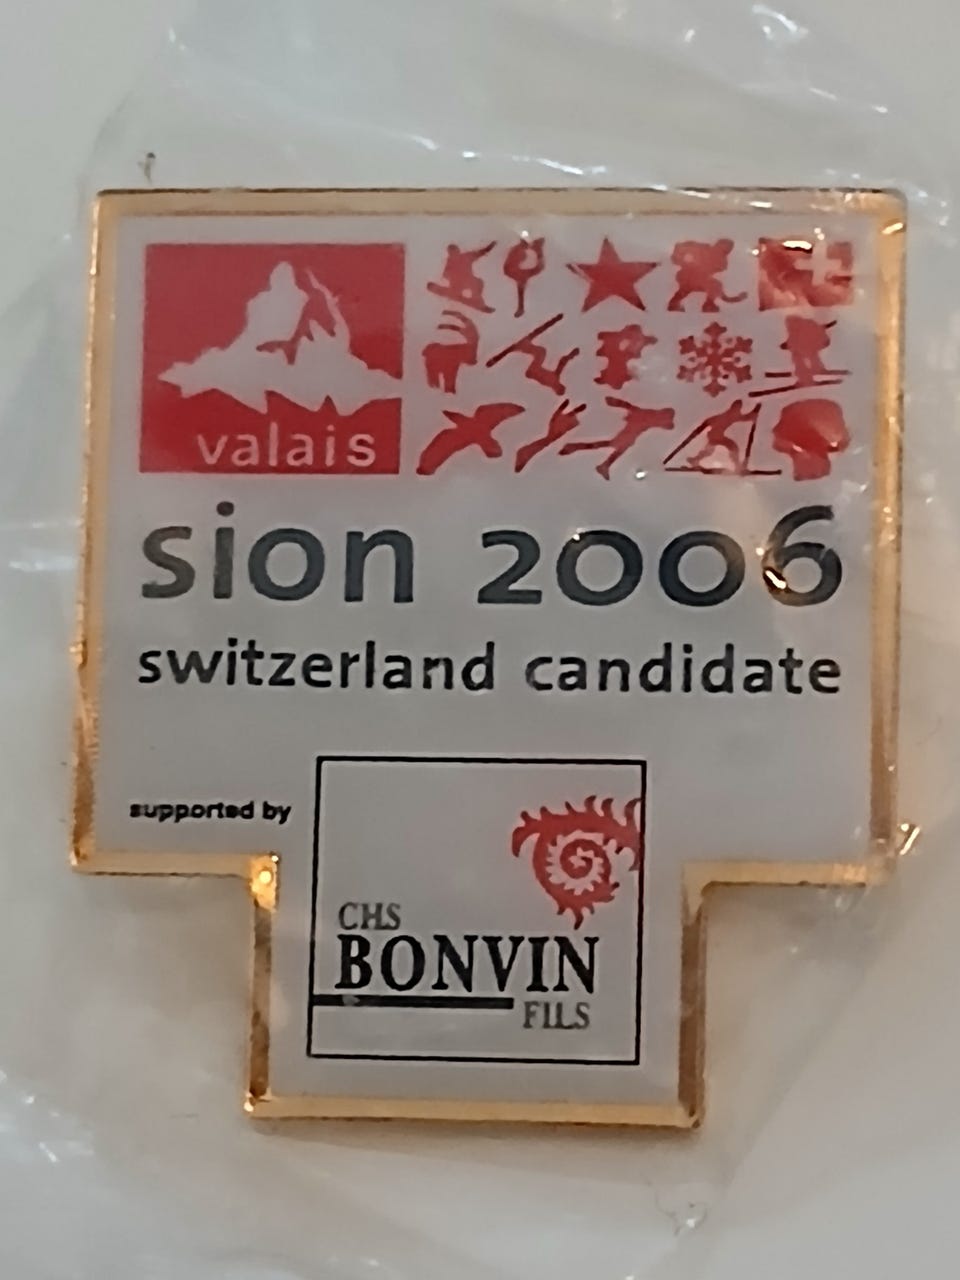 valais
sion 2006
switzerland candidate
supported by
CHS
BONVIN
FILS